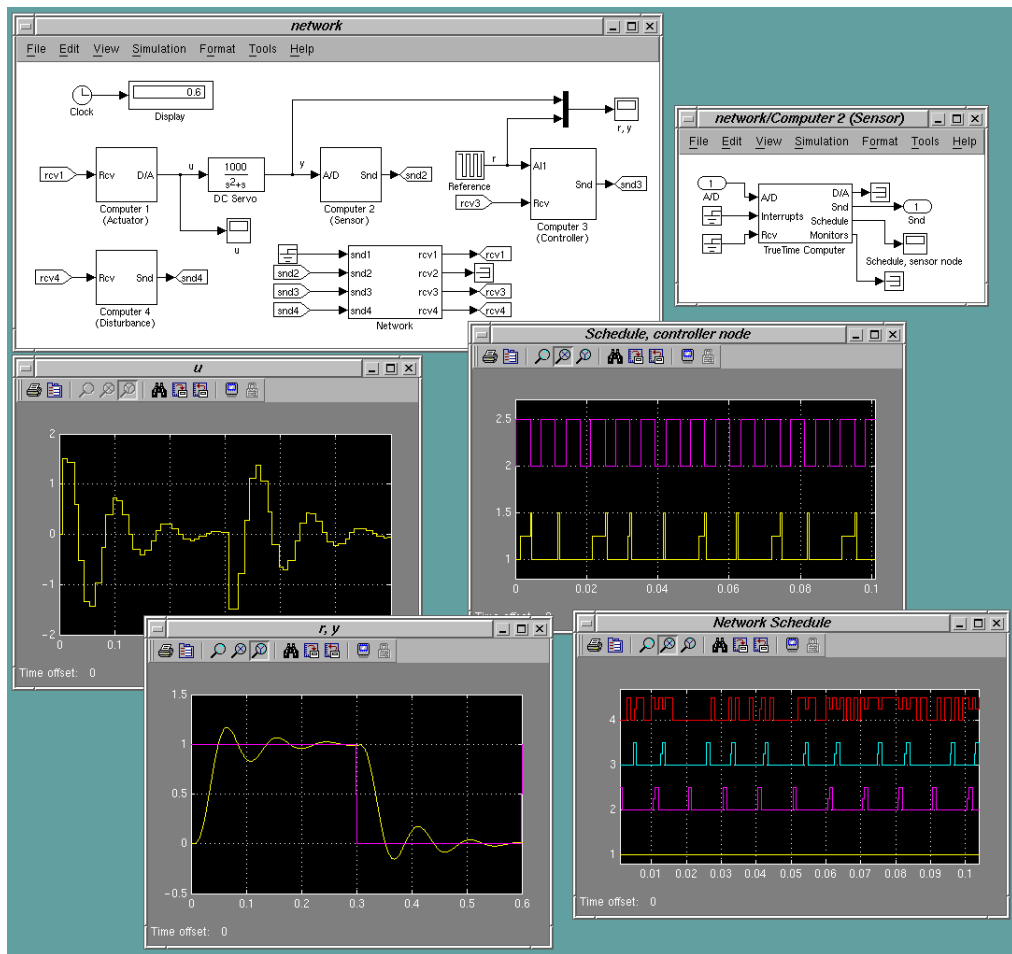 network
File Edit View Simulation Format Tools Help
Clock
0.6
Display
r, y
rcv1
Rcv D/A
Computer 1
(Actuator)
u
1000
s²+s
DC Servo
y
A/D Snd
Computer 2
(Sensor)
snd2
Reference
r
rcv3
AI1
Snd
Rcv
Computer 3
(Controller)
snd3
u
rcv4
Rcv Snd
Computer 4
(Disturbance)
snd4
snd2
snd3
snd4
snd1 rcv1
snd2 rcv2
snd3 rcv3
snd4 rcv4
Network
rcv1
rcv3
rcv4
network/Computer 2 (Sensor)
File Edit View Simulation Format Tools Help
1
A/D
A/D
Interrupts
Rcv
D/A
Snd
Schedule
Monitors
TrueTime Computer
1
Snd
Schedule, sensor node
Schedule, controller node
2.5
2
1.5
1
0 0.02 0.04 0.06 0.08 0.1
u
2
1
0
-1
-2
0 0.1
Time offset: 0
r, y
1.5
1
0.5
0
-0.5
0 0.1 0.2 0.3 0.4 0.5 0.6
Time offset: 0
Network Schedule
4
3
2
1
0.01 0.02 0.03 0.04 0.05 0.06 0.07 0.08 0.09 0.1
Time offset: 0